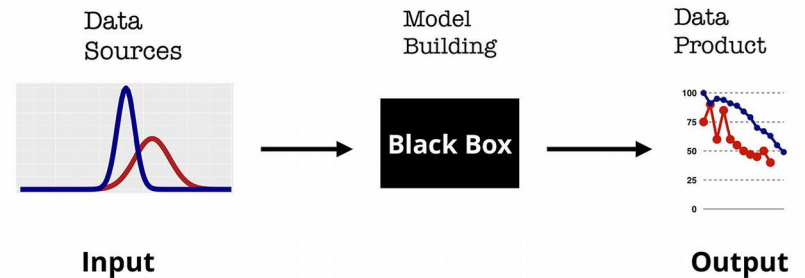 Data
Sources
Model
Building
Data
Product
Black Box
100
75
50
25
0
Input
Output